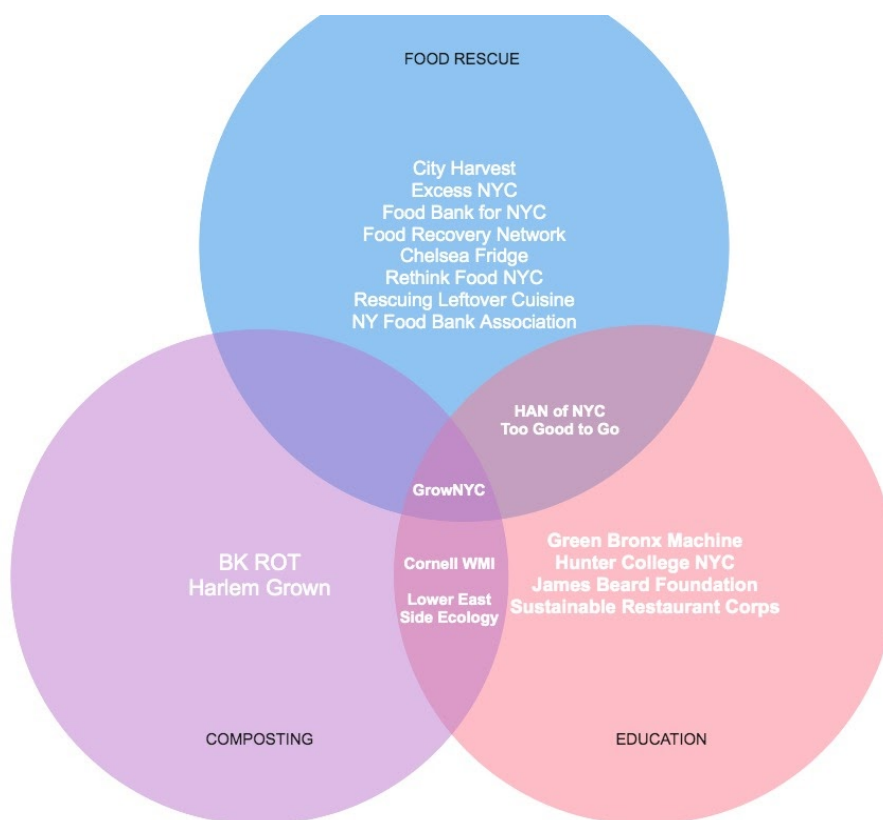 FOOD RESCUE
City Harvest
Excess NYC
Food Bank for NYC
Food Recovery Network
Chelsea Fridge
Rethink Food NYC
Rescuing Leftover Cuisine
NY Food Bank Association
HAN of NYC
Too Good to Go
GrowNYC
BK ROT
Harlem Grown
Cornell WMI
Lower East
Side Ecology
Green Bronx Machine
Hunter College NYC
James Beard Foundation
Sustainable Restaurant Corps
COMPOSTING
EDUCATION